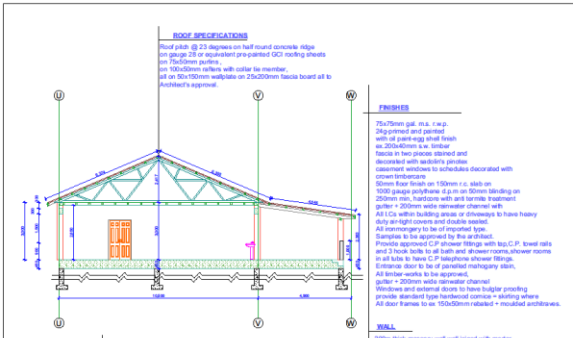 ROOF SPECIFICATIONS
Roof pitch @ 23 degrees on half round concrete ridge
on gauge 28 or equivalent pre-painted GCI roofing sheets
on 75x50mm purlins,
on 100x50mm rafters with collar tie member,
all on 50x150mm wallplate on 25x200mm fascia board all to
Architect's approval.
U
V
W
FINISHES
75x75mm gal. m.s. r.w.p.
24g-primed and painted
with oil paint-egg shell finish
ex.200x40mm s.w. timber
fascia in two pieces stained and
decorated with sadolin's pinotex
casement windows to schedules decorated with
crown timbercare
50mm floor finish on 150mm r.c. slab on
1000 gauge polythene d.p.m on 50mm blinding on
250mm min. hardcore with anti termite treatment
gutter + 200mm wide rainwater channel with
All I.Cs within building areas or driveways to have heavy
duty air-tight covers and double sealed.
All ironmongery to be of imported type.
Samples to be approved by the architect.
Provide approved C.P shower fittings with tap,C.P. towel rails
and 2 hook bolts to all bath and shower rooms,shower rooms
in all tubs to have C.P telephone shower fittings.
Entrance door to be of panelled mahogany stain,
All timber-works to be approved,
gutter + 200mm wide rainwater channel
Windows and external doors to have bulgler proofing
provide standard type hardwood cornice + skirting where
All door frames to ex 150x50mm rebated + moulded architraves.
U
V
W
WALL